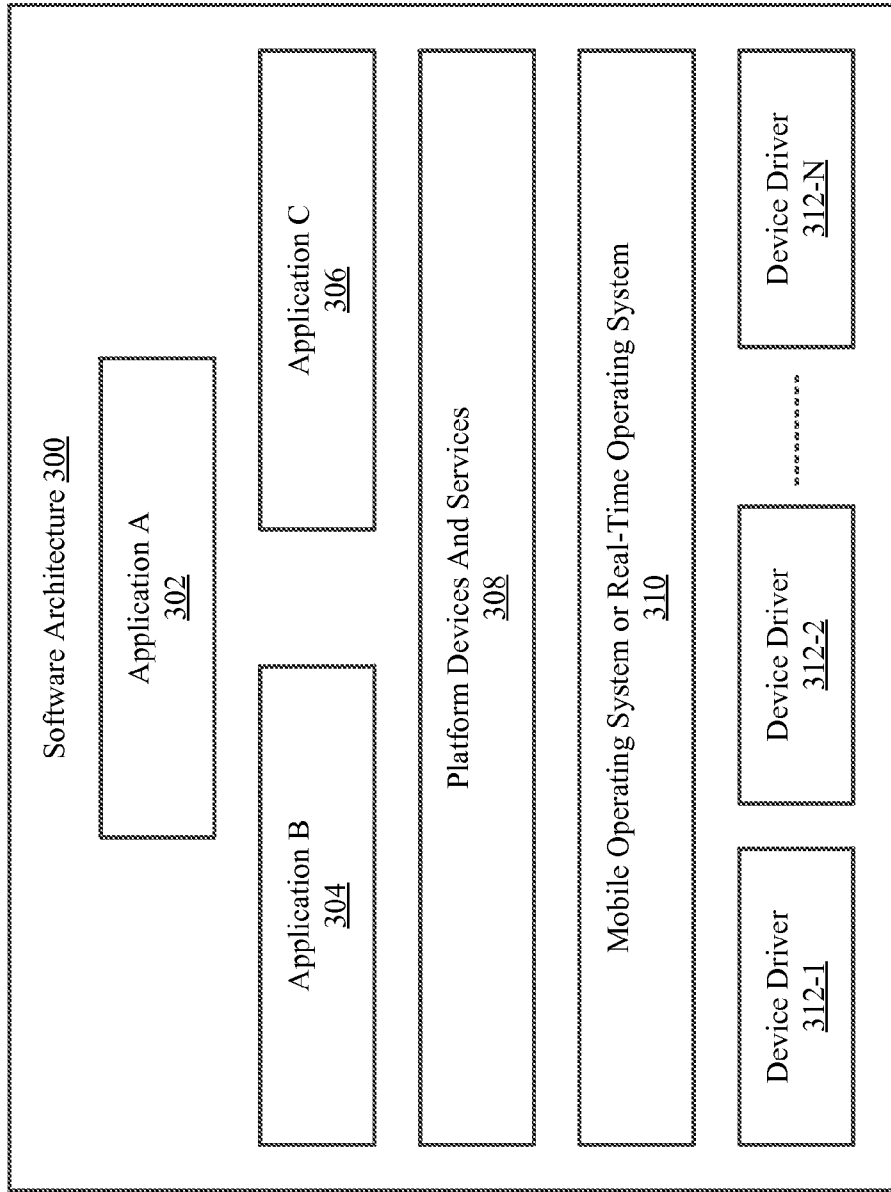 Software Architecture 300
Application A
302
Application B
304
Application C
306
Platform Devices And Services
308
Mobile Operating System or Real-Time Operating System
310
Device Driver
312-1
Device Driver
312-2
Device Driver
312-N